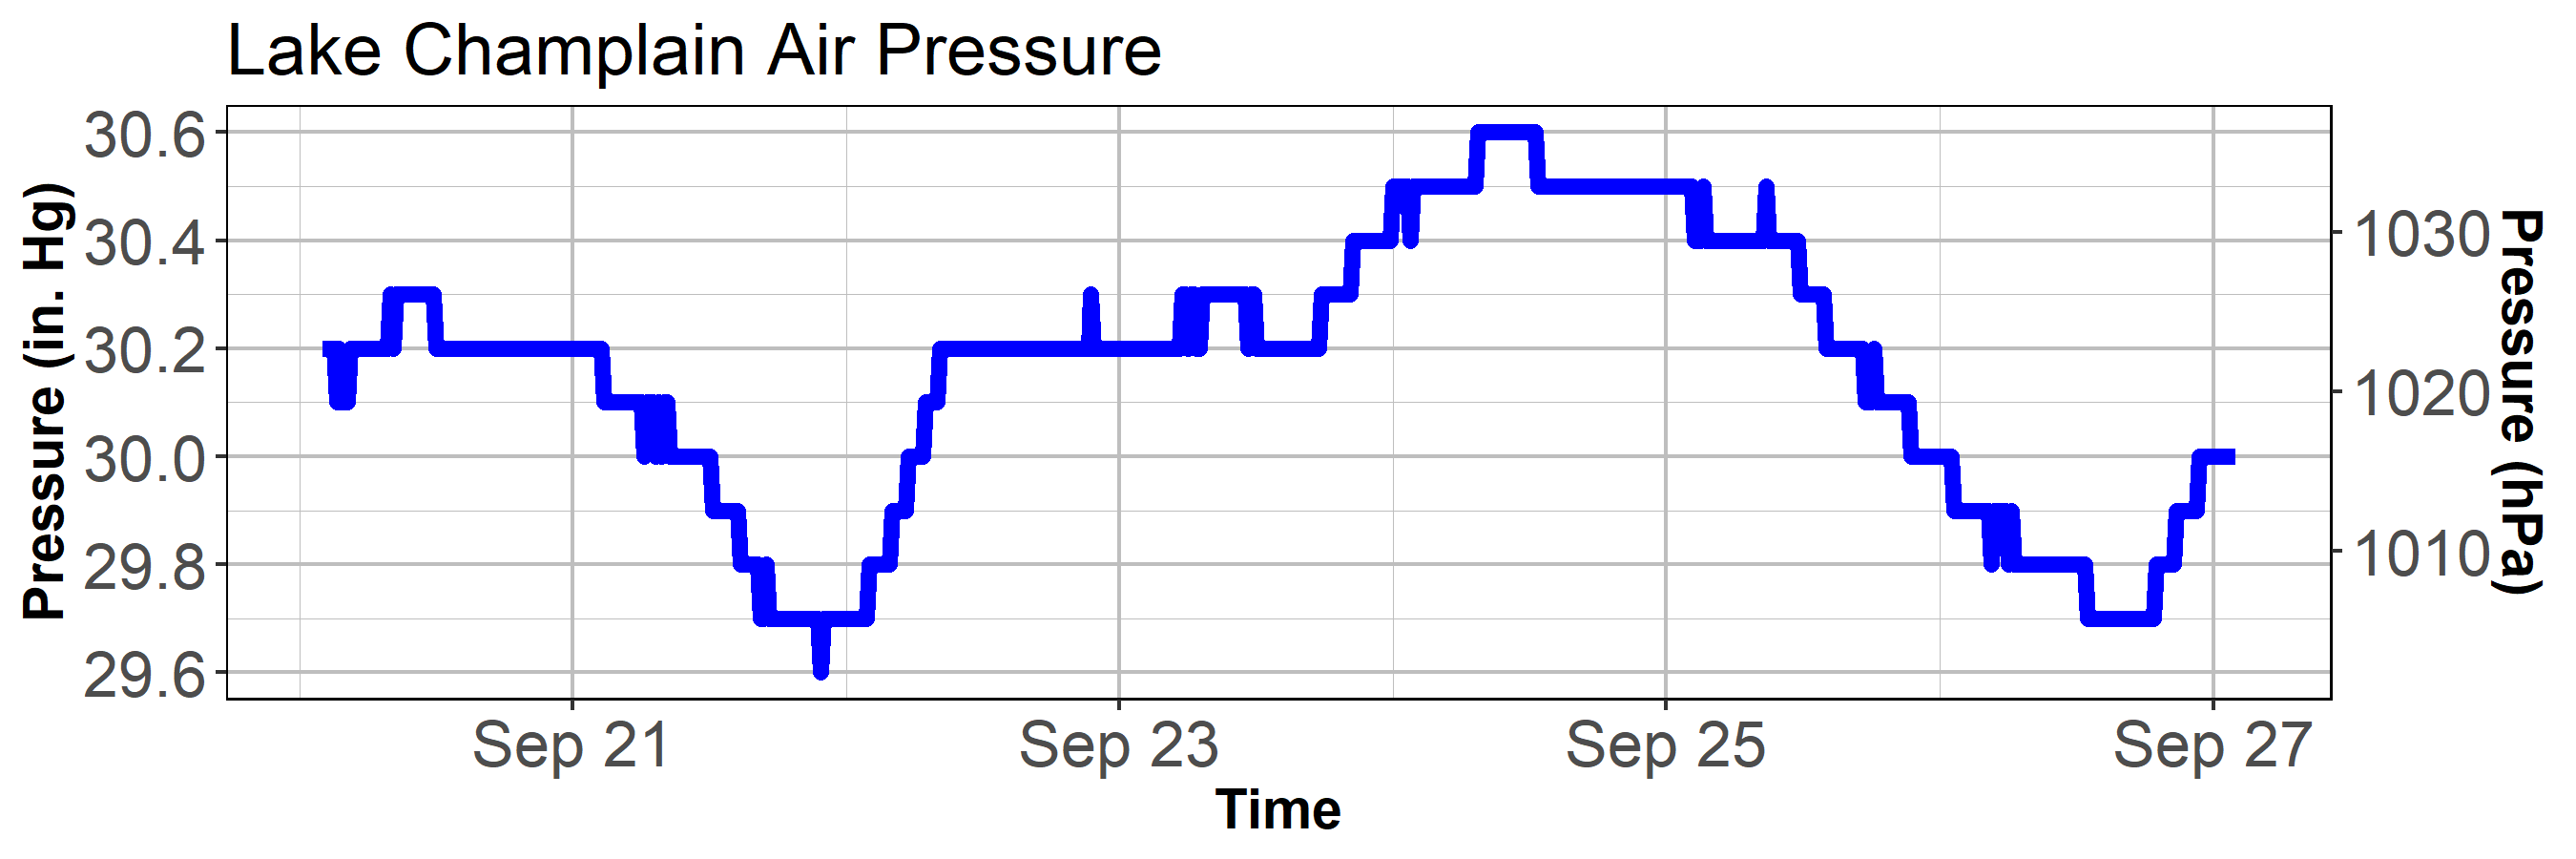 Lake Champlain Air Pressure
Pressure (in. Hg)
30.6
30.4
30.2
30.0
29.8
29.6
1030
1020
1010
Pressure (hPa)
Sep 21 Sep 23 Sep 25 Sep 27
Time